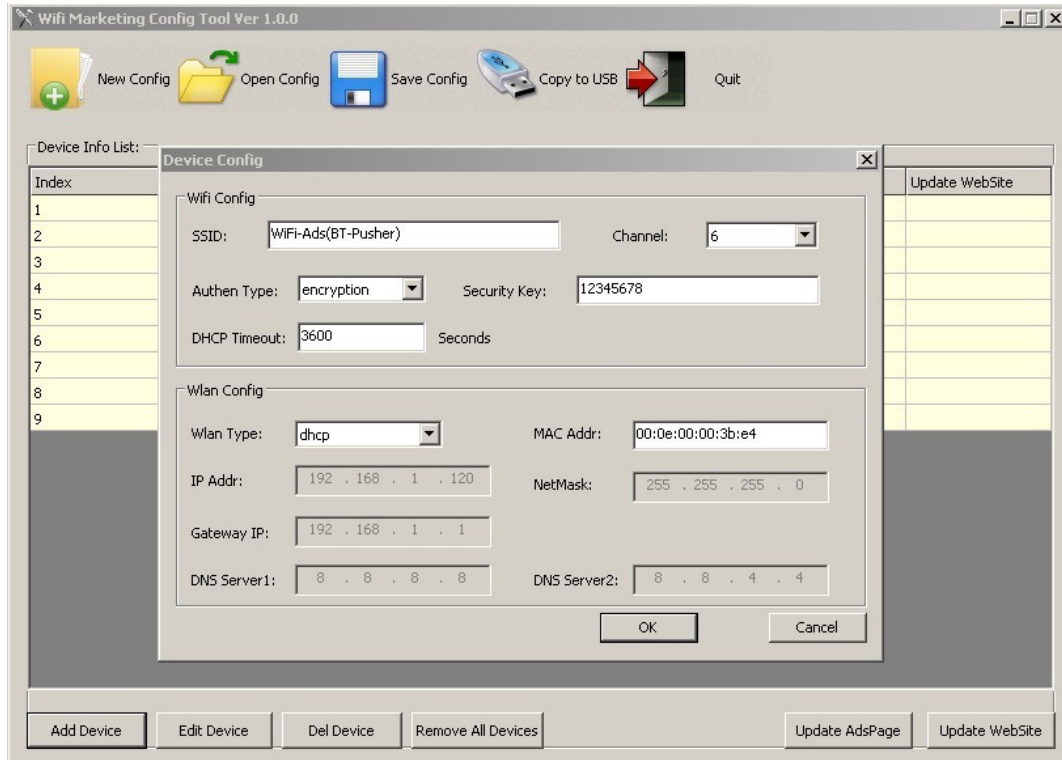 Wifi Marketing Config Tool Ver 1.0.0
New Config Open Config Save Config Copy to USB Quit
Device Info List:
Device Config
Index Update WebSite
1
2
3
4
5
6
7
8
9
Wifi Config
SSID: WiFi-Ads(BT-Pusher) Channel: 6
Authen Type: encryption Security Key: 12345678
DHCP Timeout: 3600 Seconds
Wlan Config
Wlan Type: dhcp MAC Addr: 00:0e:00:00:3b:e4
IP Addr: 192 . 168 . 1 . 120 NetMask: 255 . 255 . 255 . 0
Gateway IP: 192 . 168 . 1 . 1
DNS Server1: 8 . 8 . 8 . 8 DNS Server2: 8 . 8 . 4 . 4
OK Cancel
Add Device Edit Device Del Device Remove All Devices Update AdsPage Update WebSite